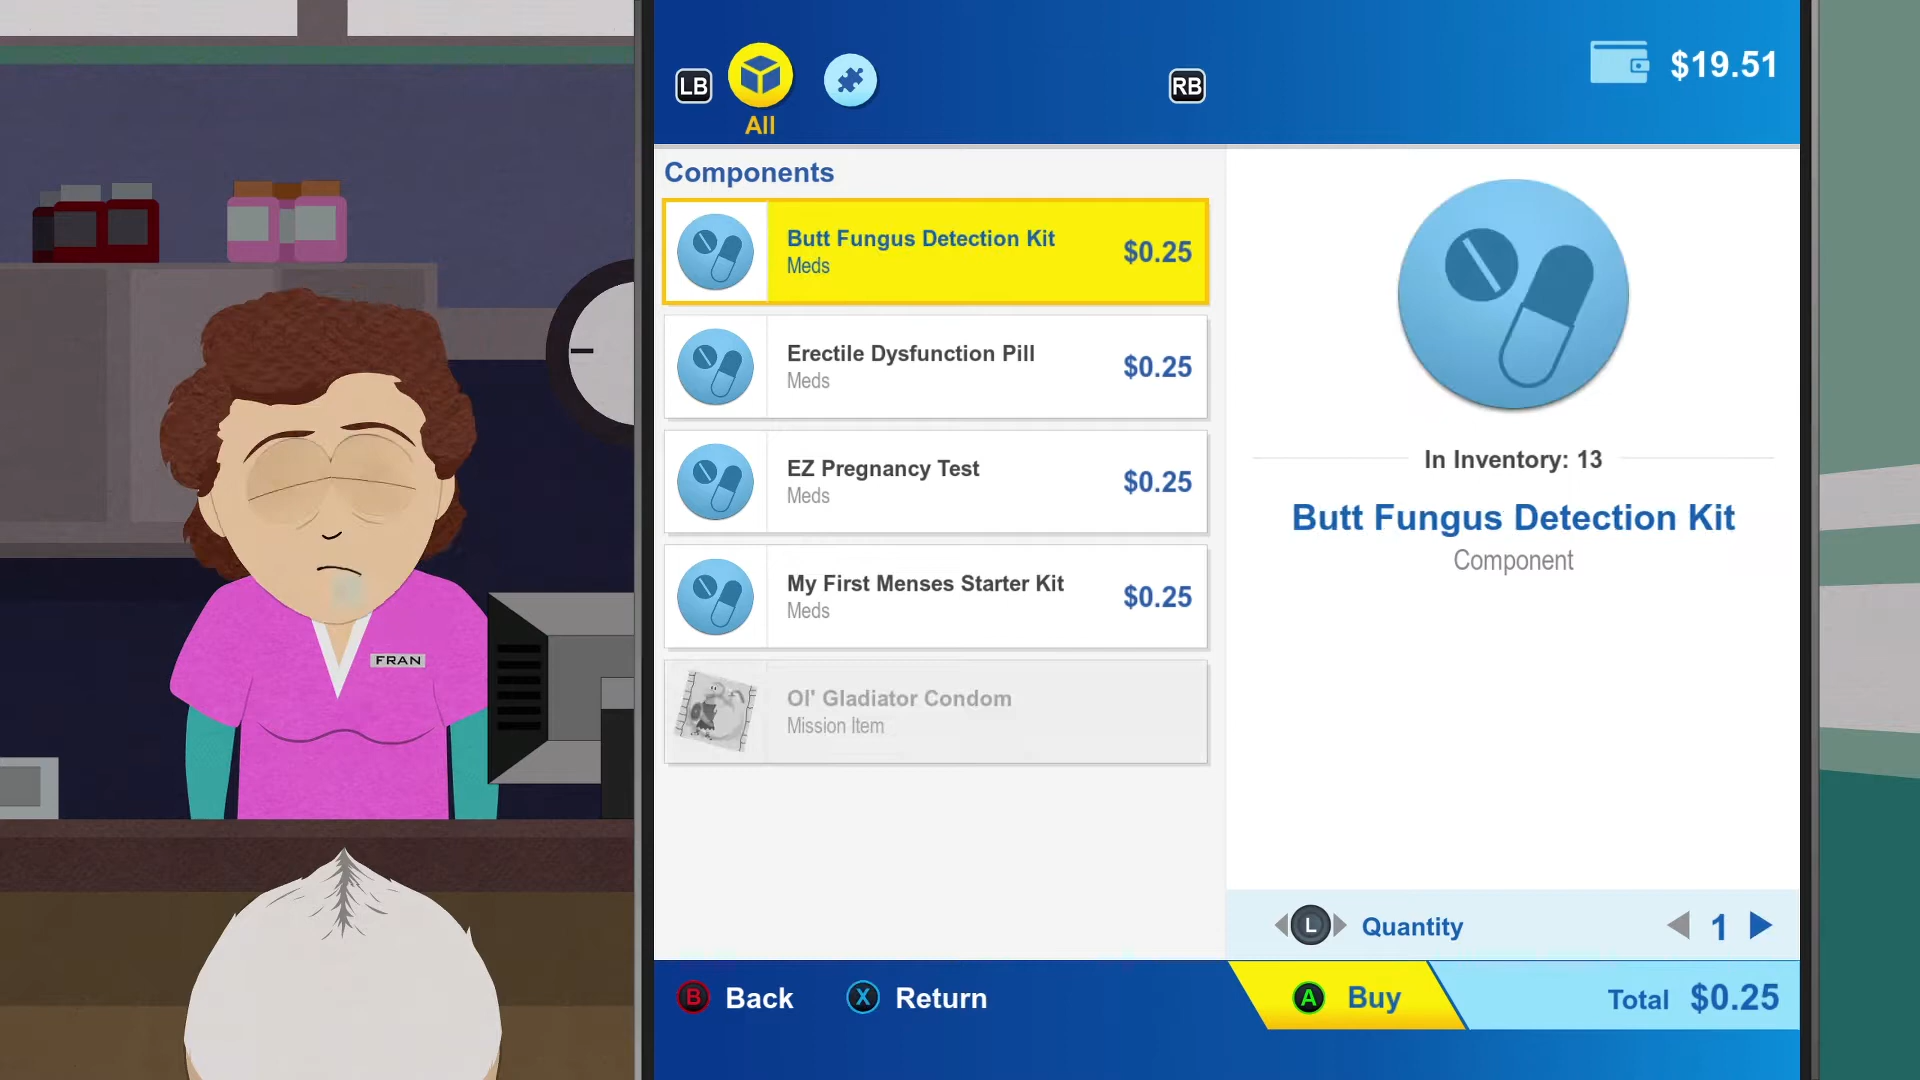 LB
RB
$19.51
All
Components
Butt Fungus Detection Kit
Meds
$0.25
Erectile Dysfunction Pill
Meds
$0.25
EZ Pregnancy Test
Meds
$0.25
My First Menses Starter Kit
Meds
$0.25
Ol' Gladiator Condom
Mission Item
In Inventory: 13
Butt Fungus Detection Kit
Component
L Quantity 1
B Back
X Return
A Buy
Total $0.25
FRAN